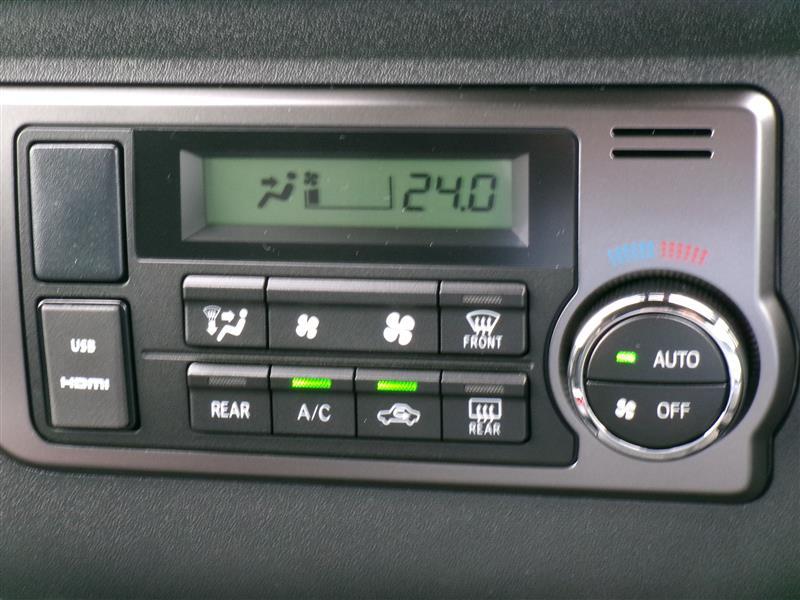 24.0
USB
HDMI
FRONT
REAR
A/C
REAR
AUTO
OFF